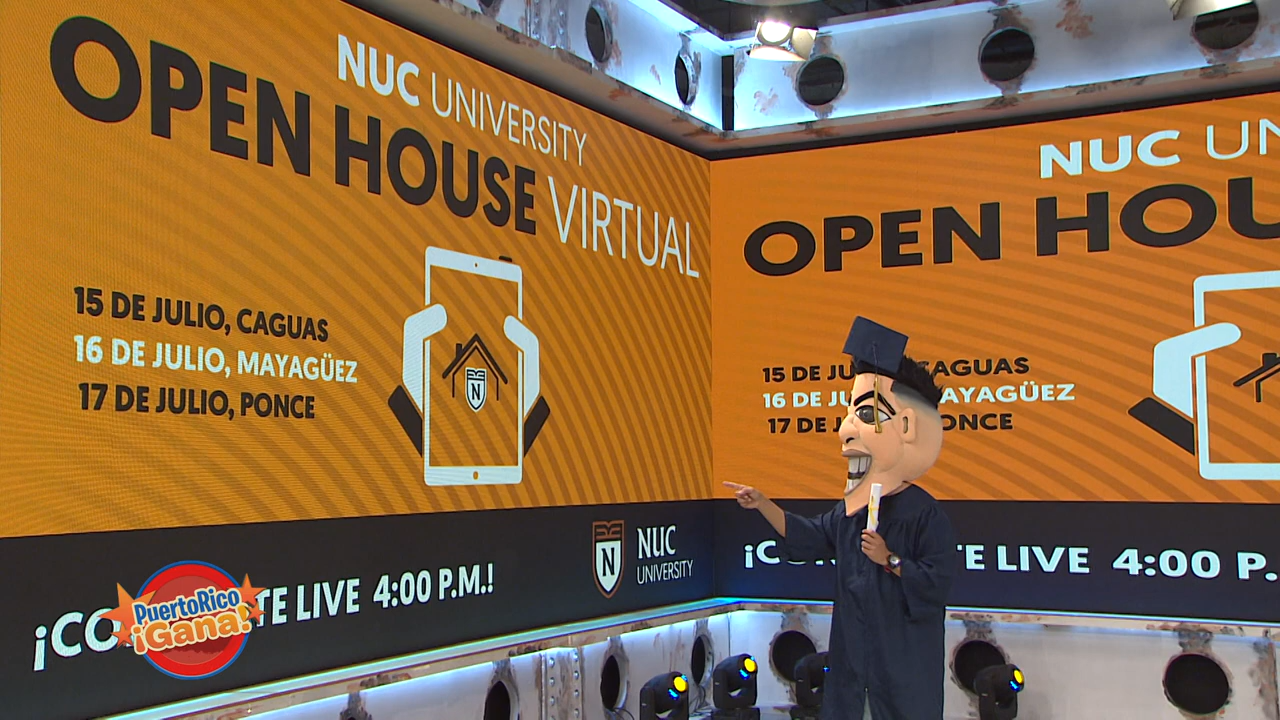 NUC UNIVERSITY
OPEN HOUSE VIRTUAL
15 DE JULIO, CAGUAS
16 DE JULIO, MAYAGÜEZ
17 DE JULIO, PONCE
N
¡CO TE LIVE 4:00 P.M.!
N
NUC
UNIVERSITY
PuertoRico
¡Gana!
NUC UN
OPEN HOU
15 DE JU CAGUAS
16 DE JU MAYAGÜEZ
17 DE J PONCE
¡C TE LIVE 4:00 P.